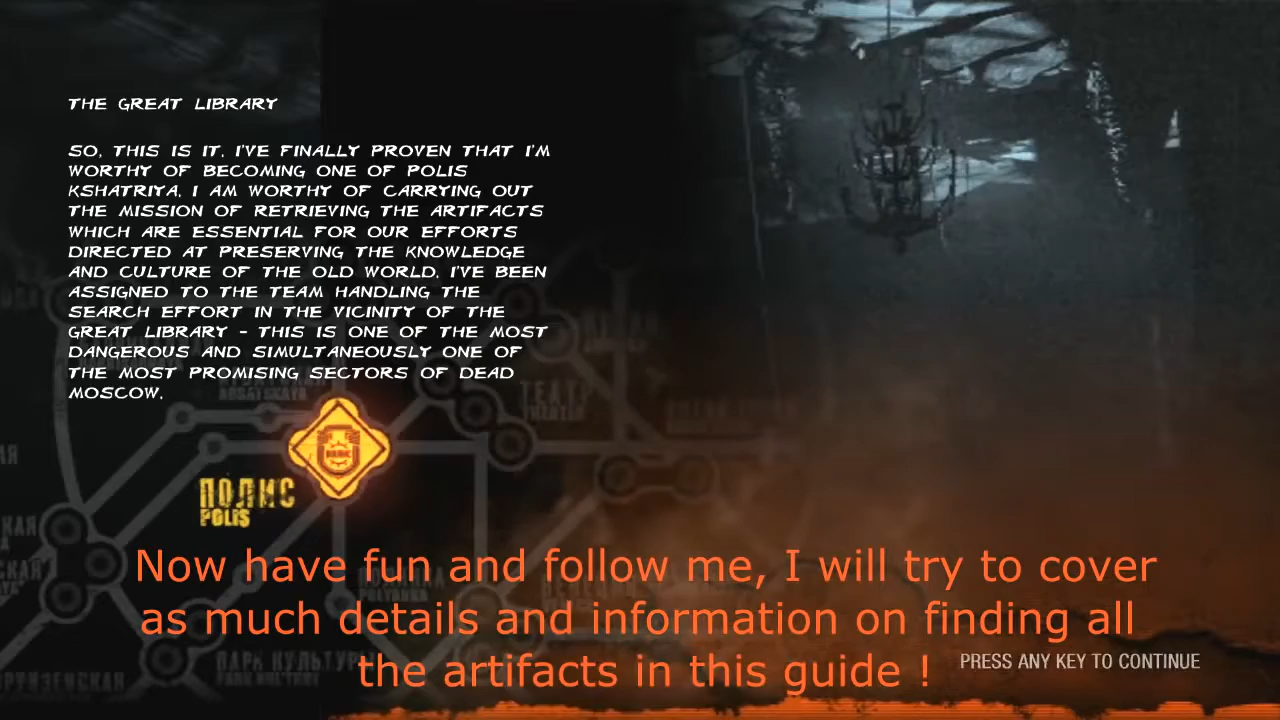 THE GREAT LIBRARY
SO, THIS IS IT. I'VE FINALLY PROVEN THAT I'M
WORTHY OF BECOMING ONE OF POLIS
KSHATRIYA. I AM WORTHY OF CARRYING OUT
THE MISSION OF RETRIEVING THE ARTIFACTS
WHICH ARE ESSENTIAL FOR OUR EFFORTS
DIRECTED AT PRESERVING THE KNOWLEDGE
AND CULTURE OF THE OLD WORLD. I'VE BEEN
ASSIGNED TO THE TEAM HANDLING THE
SEARCH EFFORT IN THE VICINITY OF THE
GREAT LIBRARY - THIS IS ONE OF THE MOST
DANGEROUS AND SIMULTANEOUSLY ONE OF
THE MOST PROMISING SECTORS OF DEAD
MOSCOW.
ПОЛИС
POLIS
Now have fun and follow me, I will try to cover
as much details and information on finding all
the artifacts in this guide !
PRESS ANY KEY TO CONTINUE
ПАРК КУЛЬТУРЫ
PARK KULTURY